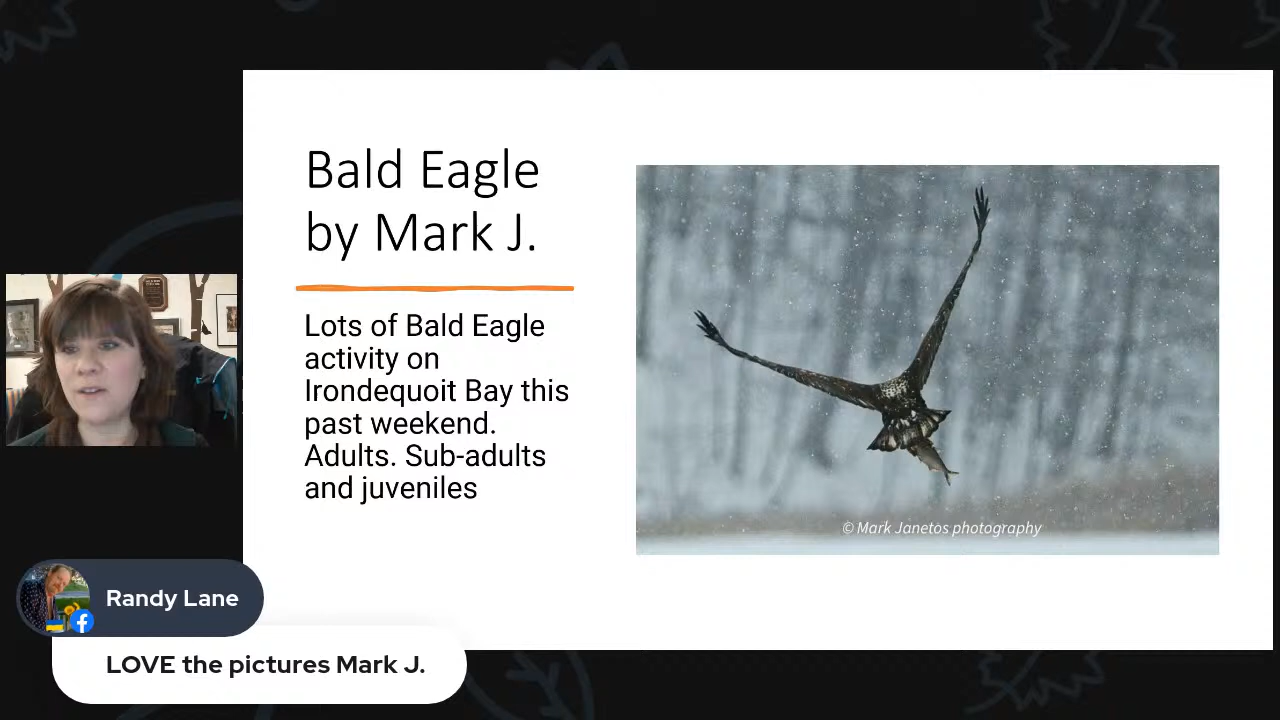 Bald Eagle
by Mark J.
Lots of Bald Eagle
activity on
Irondequoit Bay this
past weekend.
Adults. Sub-adults
and juveniles
© Mark Janetos photography
Randy Lane
LOVE the pictures Mark J.